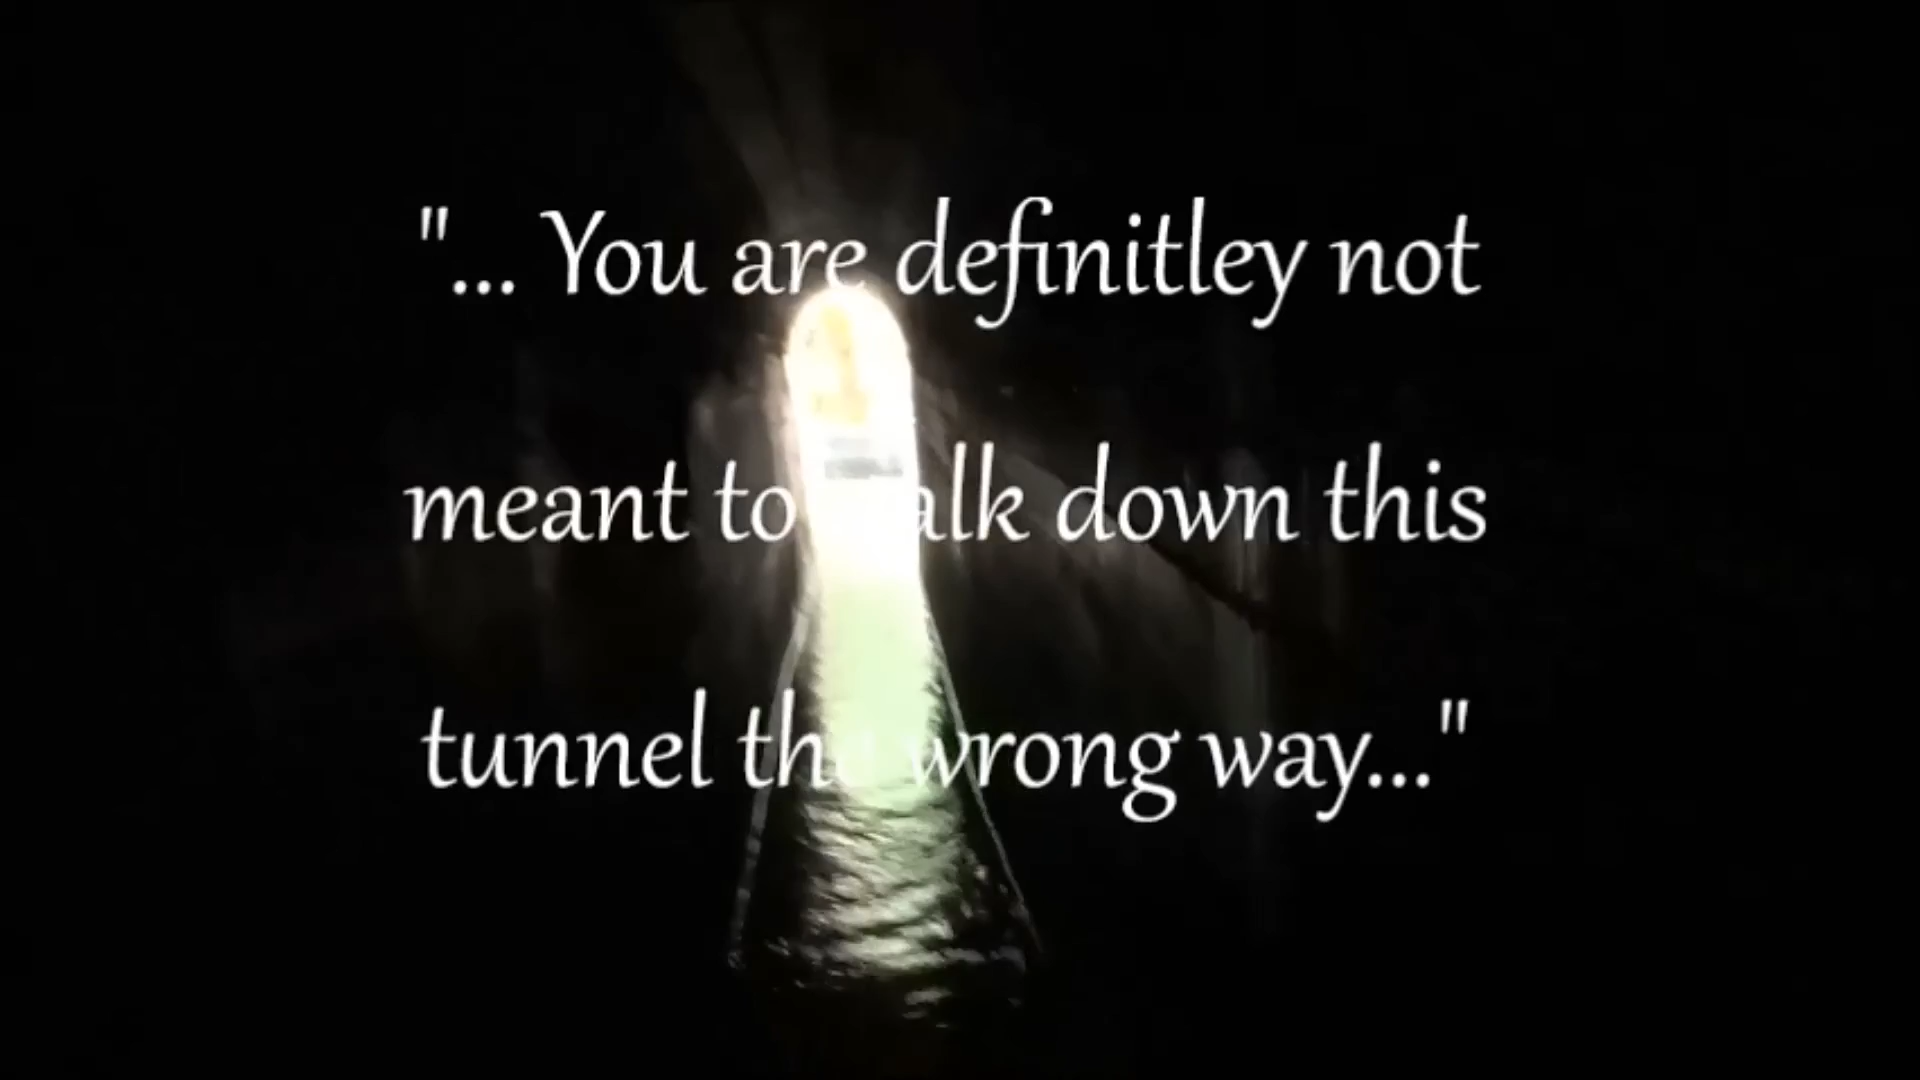 "... You are definitley not
meant to walk down this
tunnel the wrong way..."